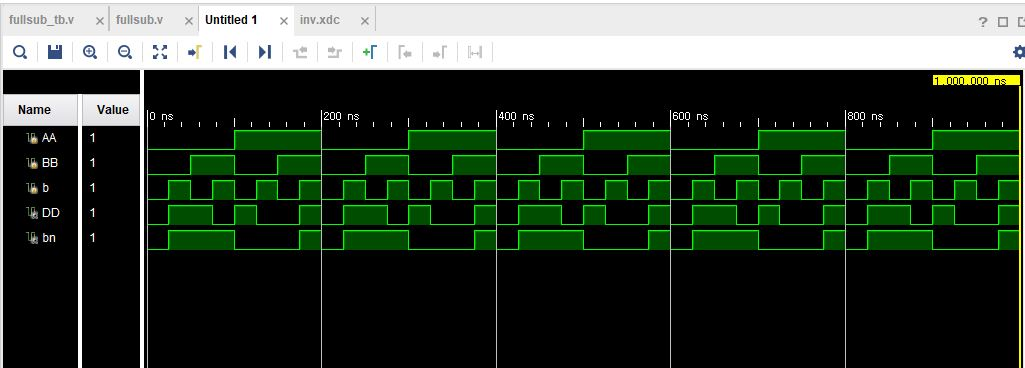 fullsub_tb.v × fullsub.v × Untitled 1 × inv.xdc ×
?
1,000.000 ns
Name Value
0 ns 200 ns 400 ns 600 ns 800 ns
AA 1
BB 1
b 1
DD 1
bn 1